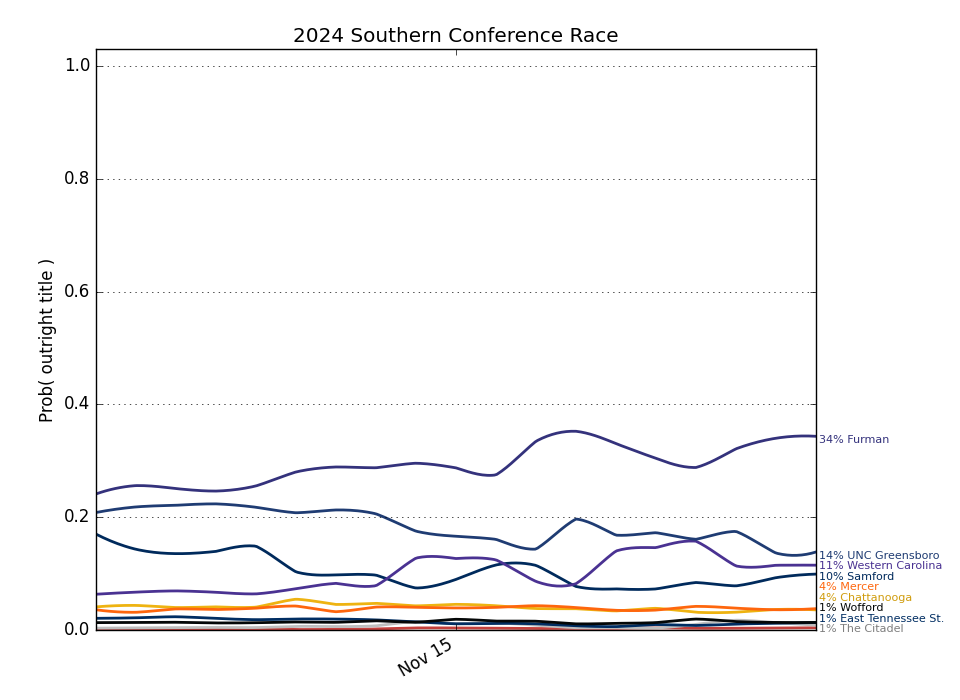 2024 Southern Conference Race
Prob( outright title )
1.0
0.8
0.6
0.4
0.2
0.0
Nov 15
34% Furman
14% UNC Greensboro
11% Western Carolina
10% Samford
4% Mercer
4% Chattanooga
1% Wofford
1% East Tennessee St.
1% The Citadel